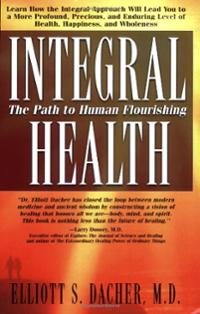 Learn How the Integral Approach Will Lead You to
a More Profound, Precious, and Enduring Level of
Health, Happiness, and Wholeness
INTEGRAL
The Path to Human Flourishing
HEALTH
"Dr. Elliott Dacher has closed the loop between modern
medicine and ancient wisdom by constructing a vision of
healing that honors all we are—body, mind, and spirit.
This book is nothing less than the future of healing."
—Larry Dossey, M.D.
Executive editor of Explore: The Journal of Science and Healing
and author of The Extraordinary Healing Power of Ordinary Things
ELLIOTT S. DACHER, M.D.